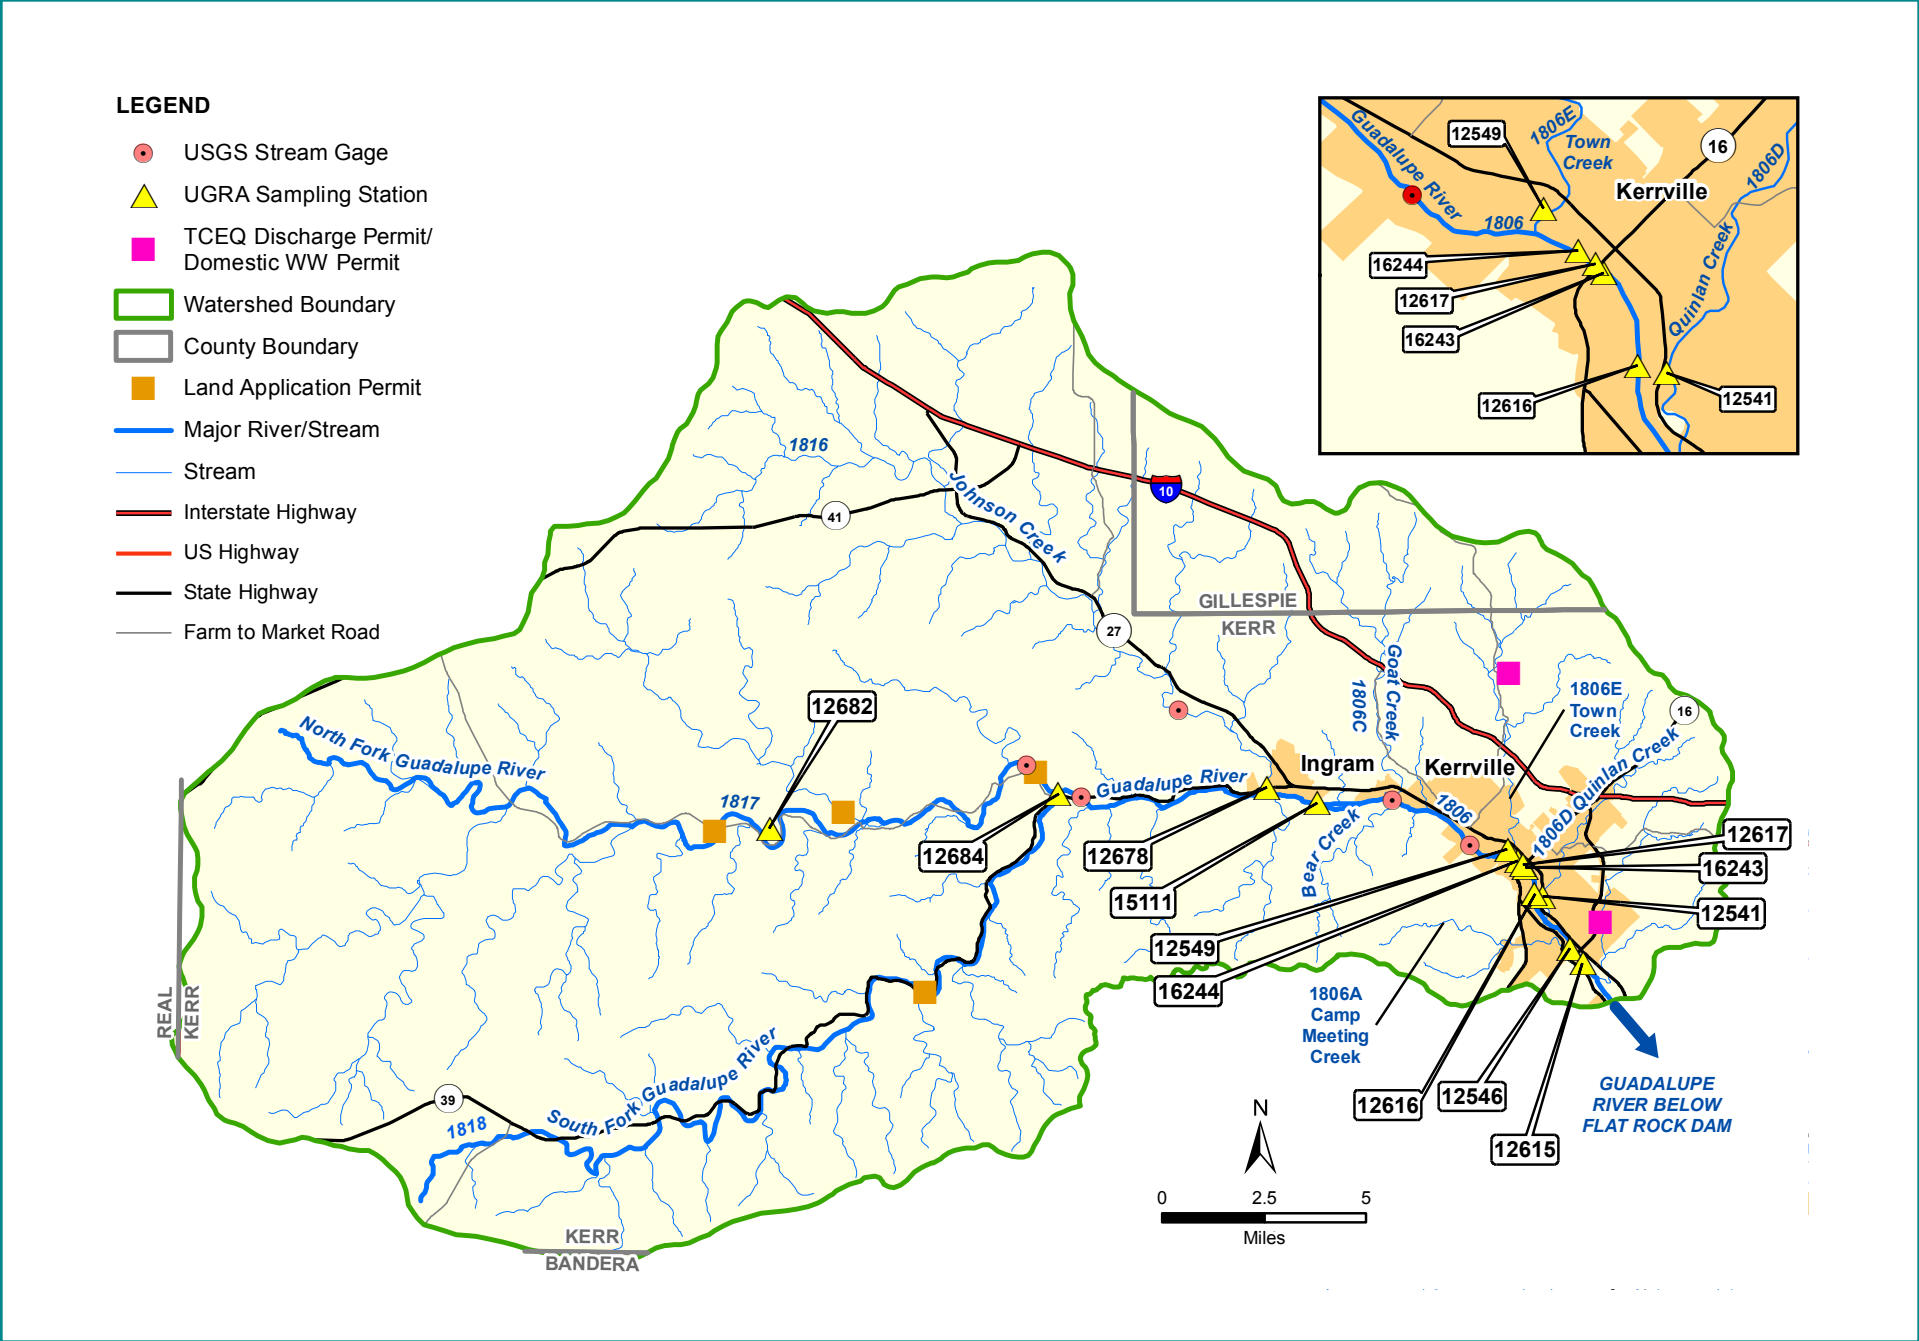 LEGEND
USGS Stream Gage
UGRA Sampling Station
TCEQ Discharge Permit/
Domestic WW Permit
Watershed Boundary
County Boundary
Land Application Permit
Major River/Stream
Stream
Interstate Highway
US Highway
State Highway
Farm to Market Road
Guadalupe River
12549
1806E
Town
Creek
16
1806D
Kerrville
1806
Quinlan Creek
16244
12617
16243
12616
12541
1816
Johnson Creek
10
41
GILLESPIE
KERR
27
Goat Creek
1806C
1806E
Town
Creek
16
12682
North Fork Guadalupe River
1817
Guadalupe River
Ingram
Kerrville
1806
1806D Quinlan Creek
12684
12678
15111
Bear Creek
12617
16243
12541
12549
16244
REAL
KERR
1806A
Camp
Meeting
Creek
39
1818
South Fork Guadalupe River
12616
12546
12615
GUADALUPE
RIVER BELOW
FLAT ROCK DAM
N
0 2.5 5
Miles
KERR
BANDERA